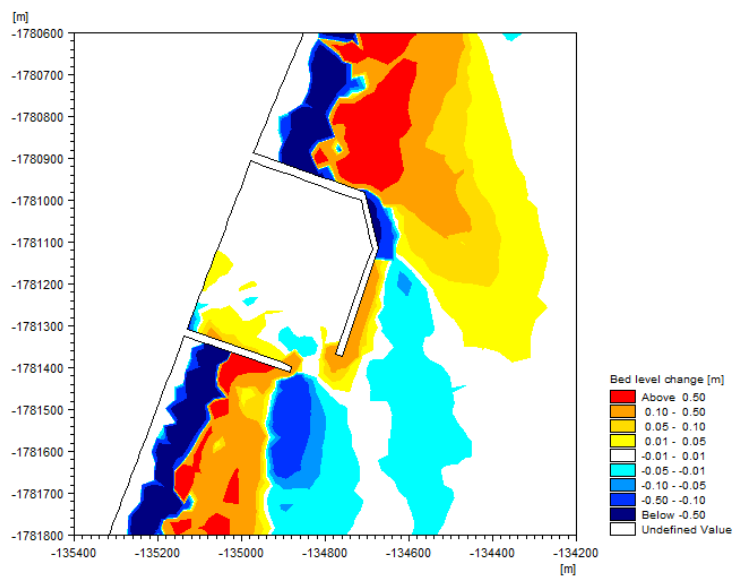 [m]
-1780600
-1780700
-1780800
-1780900
-1781000
-1781100
-1781200
-1781300
-1781400
-1781500
-1781600
-1781700
-1781800
-135400 -135200 -135000 -134800 -134600 -134400 -134200
[m]
Bed level change [m]
Above 0.50
0.10 - 0.50
0.05 - 0.10
0.01 - 0.05
-0.01 - 0.01
-0.05 - -0.01
-0.10 - -0.05
-0.50 - -0.10
Below -0.50
Undefined Value